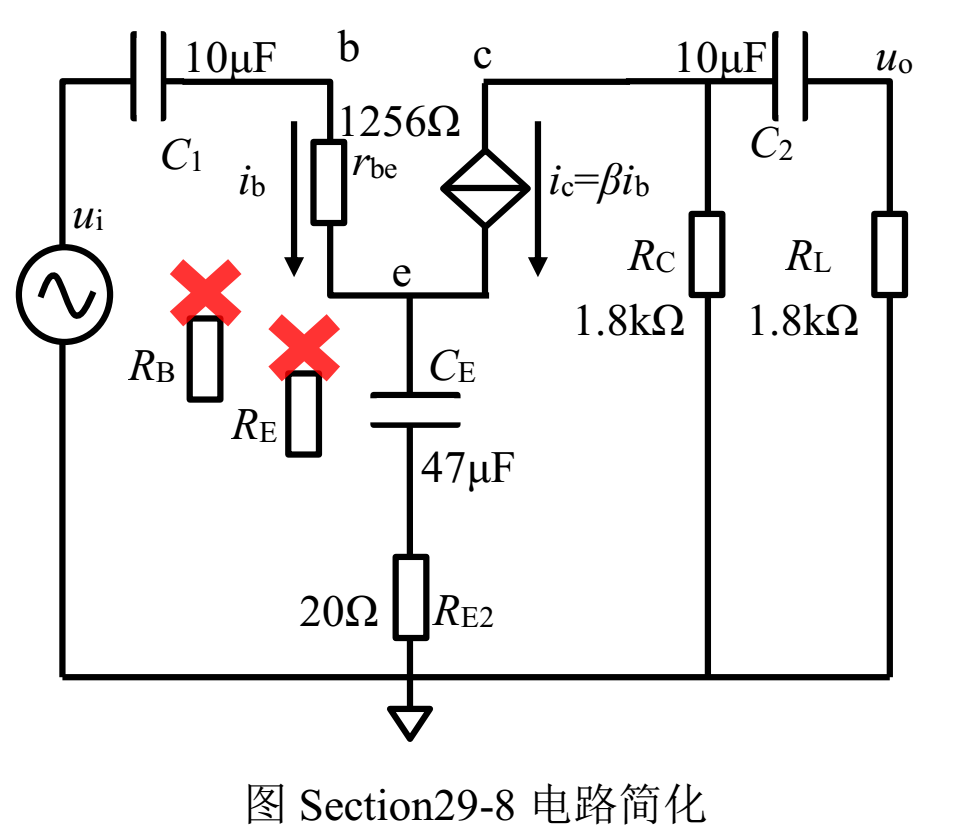 10μF
b
c
10μF
uo
C1
1256Ω
rbe
ib
ic=βib
C2
ui
e
RC
RL
1.8kΩ
1.8kΩ
RB
RE
CE
47μF
20Ω
RE2
图 Section29-8 电路简化